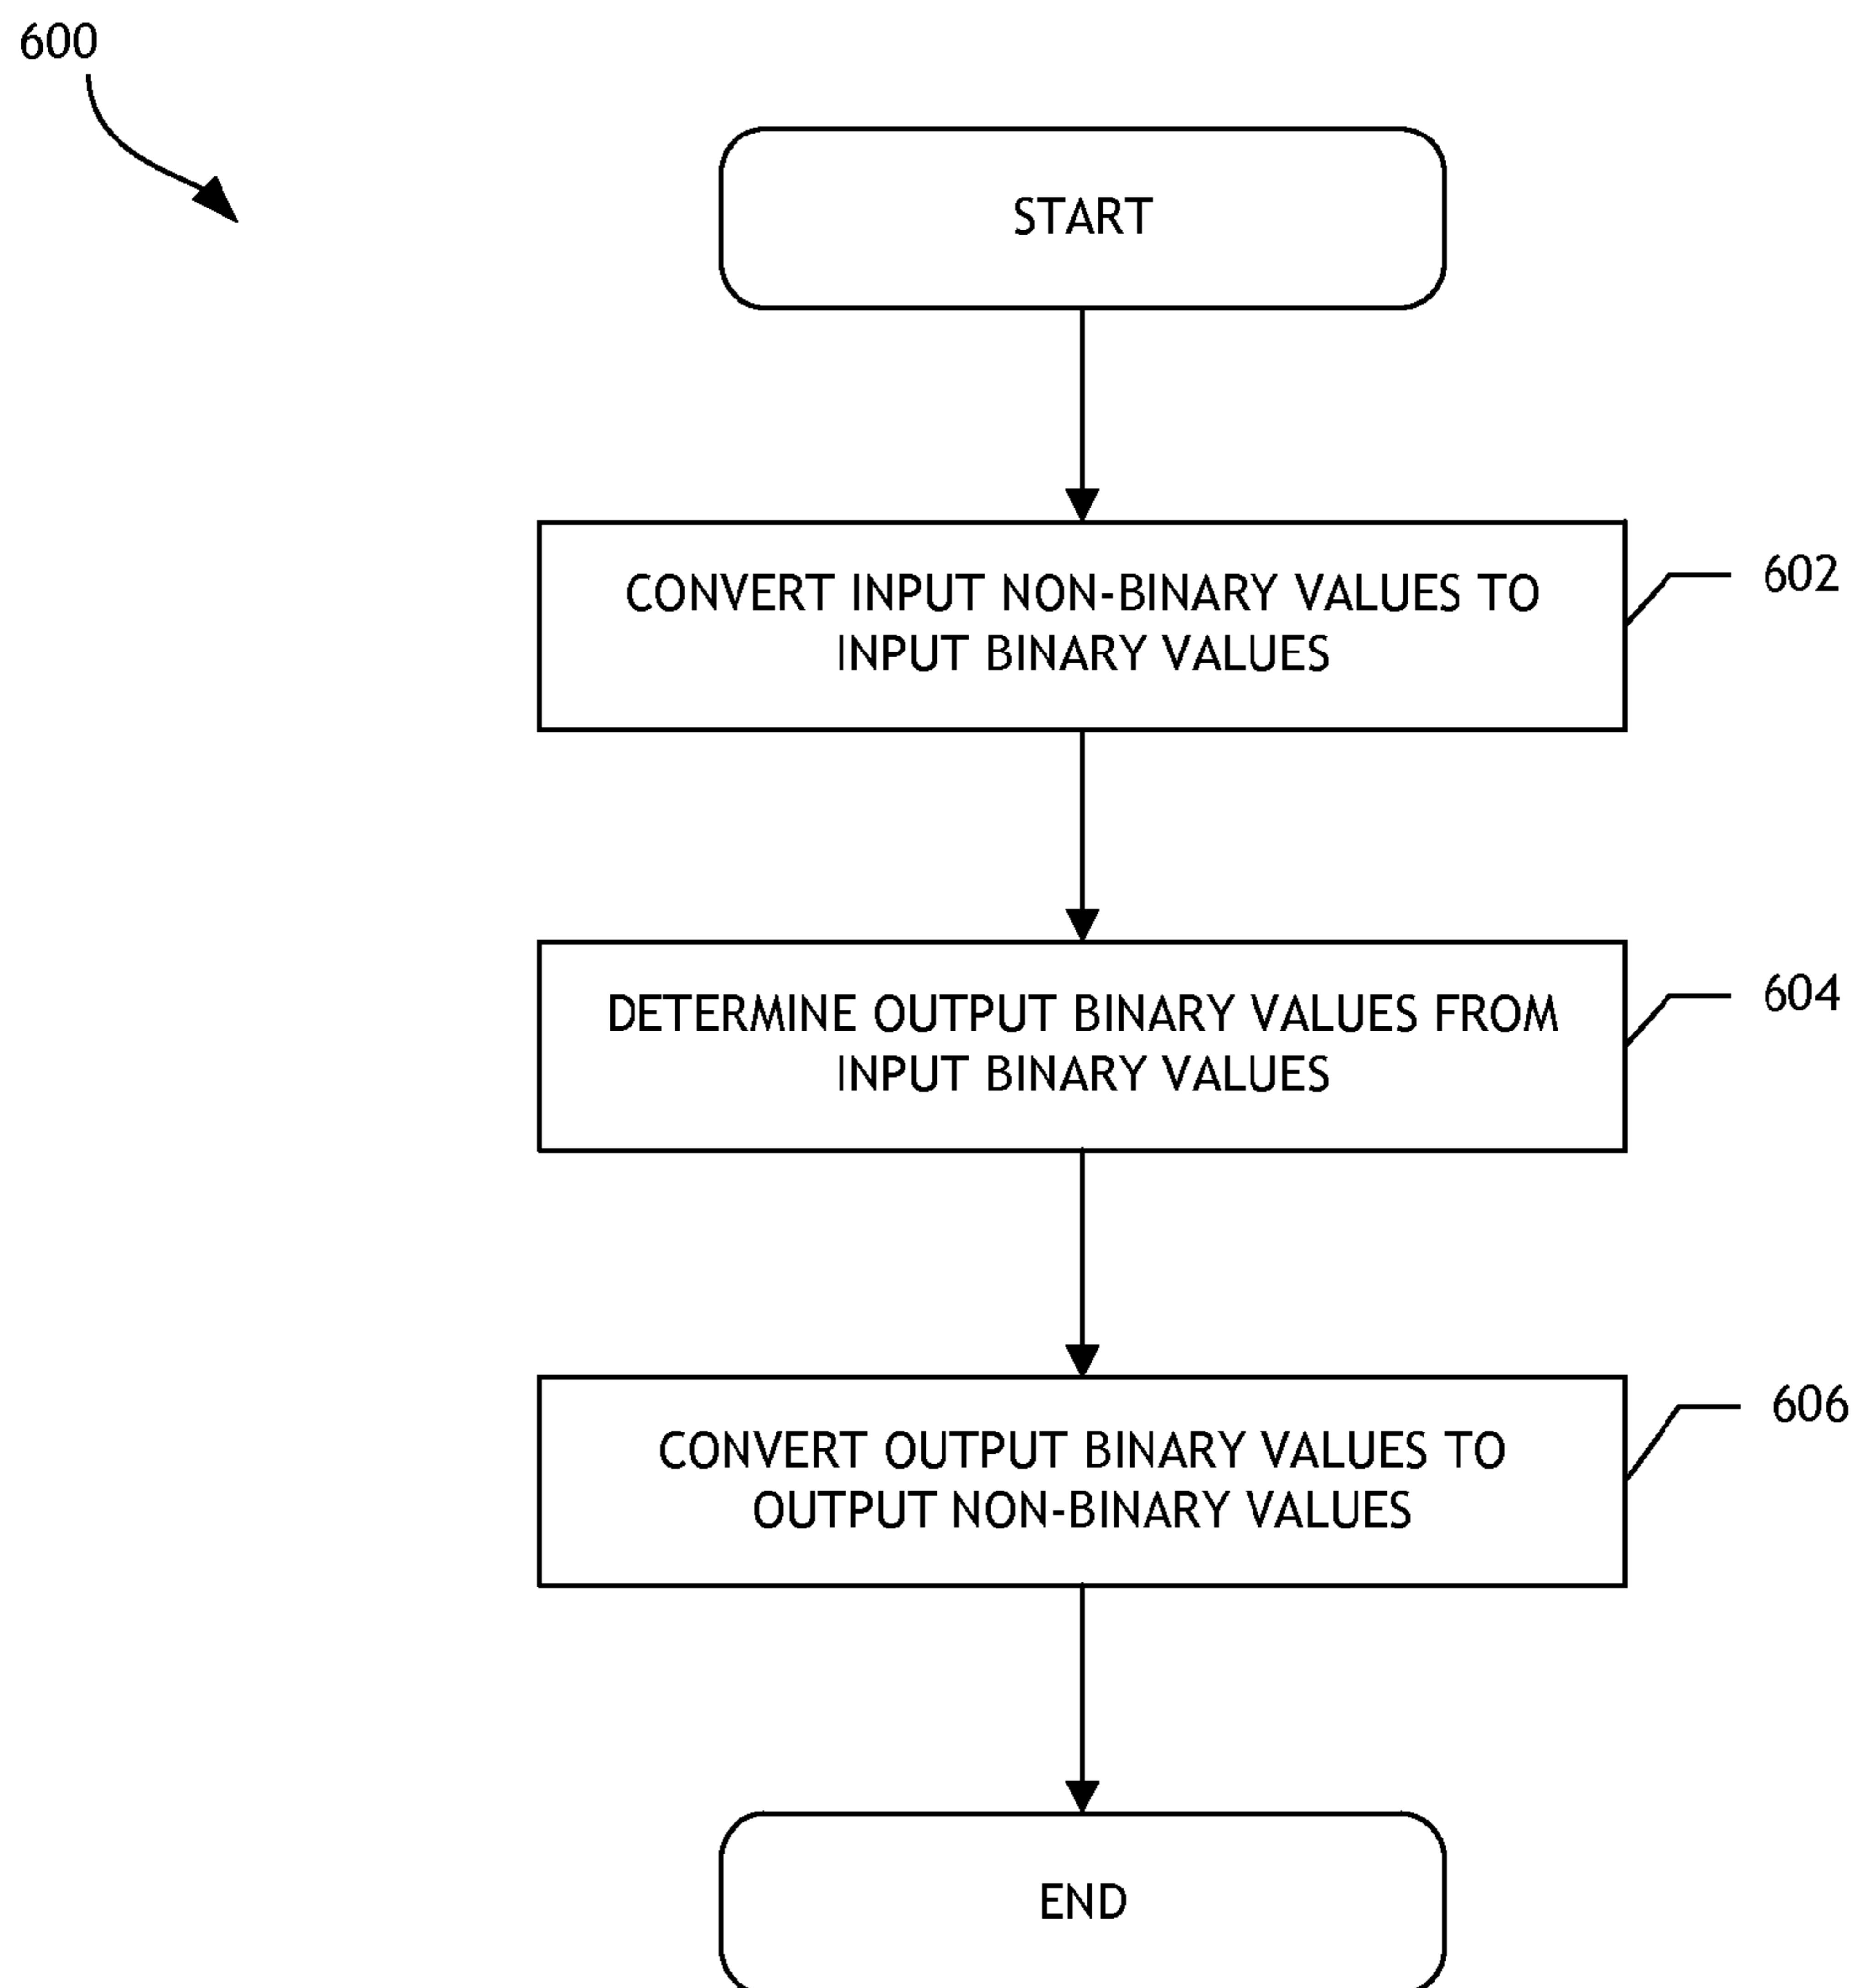 600
START
CONVERT INPUT NON-BINARY VALUES TO
INPUT BINARY VALUES
602
DETERMINE OUTPUT BINARY VALUES FROM
INPUT BINARY VALUES
604
CONVERT OUTPUT BINARY VALUES TO
OUTPUT NON-BINARY VALUES
606
END